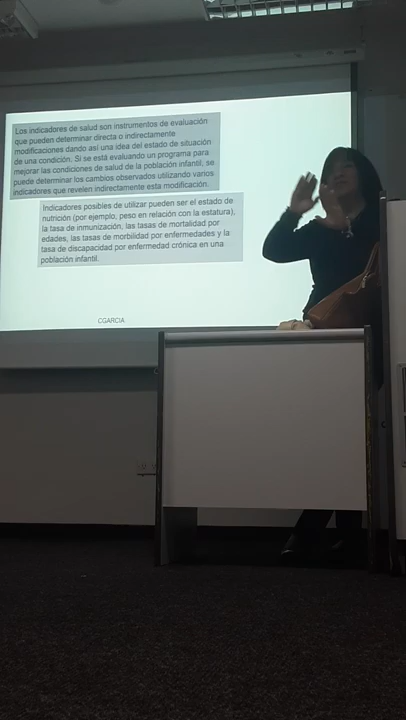 Los indicadores de salud son instrumentos de evaluación
que pueden determinar directa o indirectamente
modificaciones dando así una idea del estado de situación
de una condición. Si se está evaluando un programa para
mejorar las condiciones de salud de la población infantil, se
puede determinar los cambios observados utilizando varios
indicadores que revelen indirectamente esta modificación.
Indicadores posibles de utilizar pueden ser el estado de
nutrición (por ejemplo, peso en relación con la estatura),
la tasa de inmunización, las tasas de mortalidad por
edades, las tasas de morbilidad por enfermedades y la
tasa de discapacidad por enfermedad crónica en una
población infantil.
CGARCIA